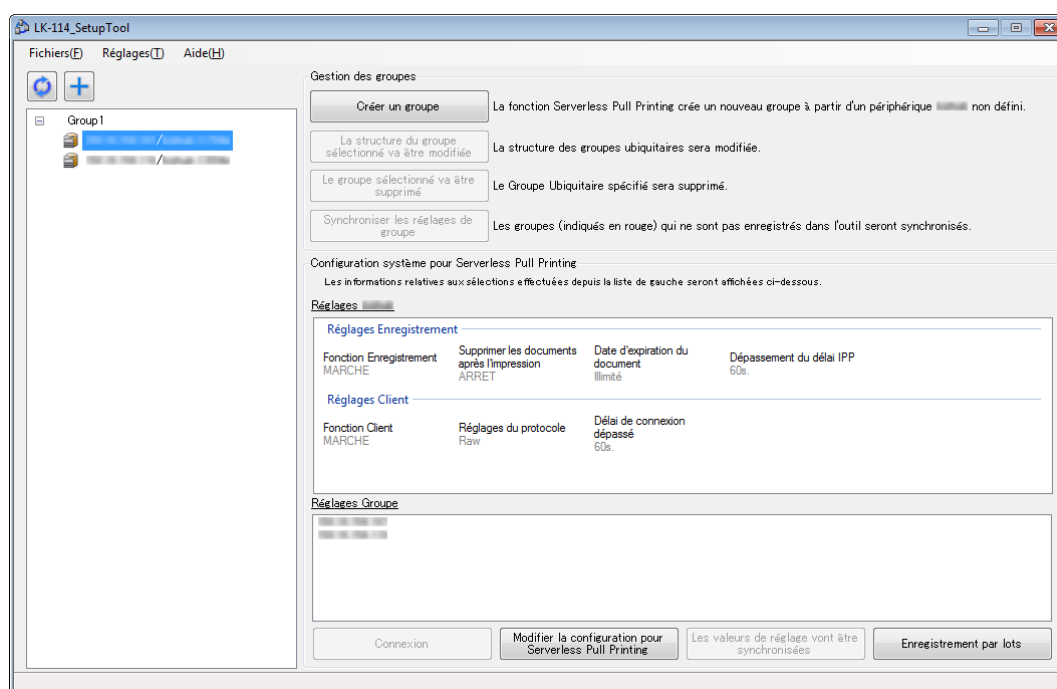 LK-114_SetupTool
Fichiers(F) Réglages(T) Aide(H)
Group1
/
/
Gestion des groupes
Créer un groupe
La fonction Serverless Pull Printing crée un nouveau groupe à partir d'un périphérique non défini.
La structure du groupe
sélectionné va être modifiée
La structure des groupes ubiquitaires sera modifiée.
Le groupe sélectionné va être
supprimé
Le Groupe Ubiquitaire spécifié sera supprimé.
Synchroniser les réglages de
groupe
Les groupes (indiqués en rouge) qui ne sont pas enregistrés dans l'outil seront synchronisés.
Configuration système pour Serverless Pull Printing
Les informations relatives aux sélections effectuées depuis la liste de gauche seront affichées ci-dessous.
Réglages
Réglages Enregistrement
Fonction Enregistrement
MARCHE
Supprimer les documents
après l'impression
ARRET
Date d'expiration du
document
Illimité
Dépassement du délai IPP
60s.
Réglages Client
Fonction Client
MARCHE
Réglages du protocole
Raw
Délai de connexion
dépassé
60s.
Réglages Groupe
Connexion
Modifier la configuration pour
Serverless Pull Printing
Les valeurs de réglage vont être
synchronisées
Enregistrement par lots